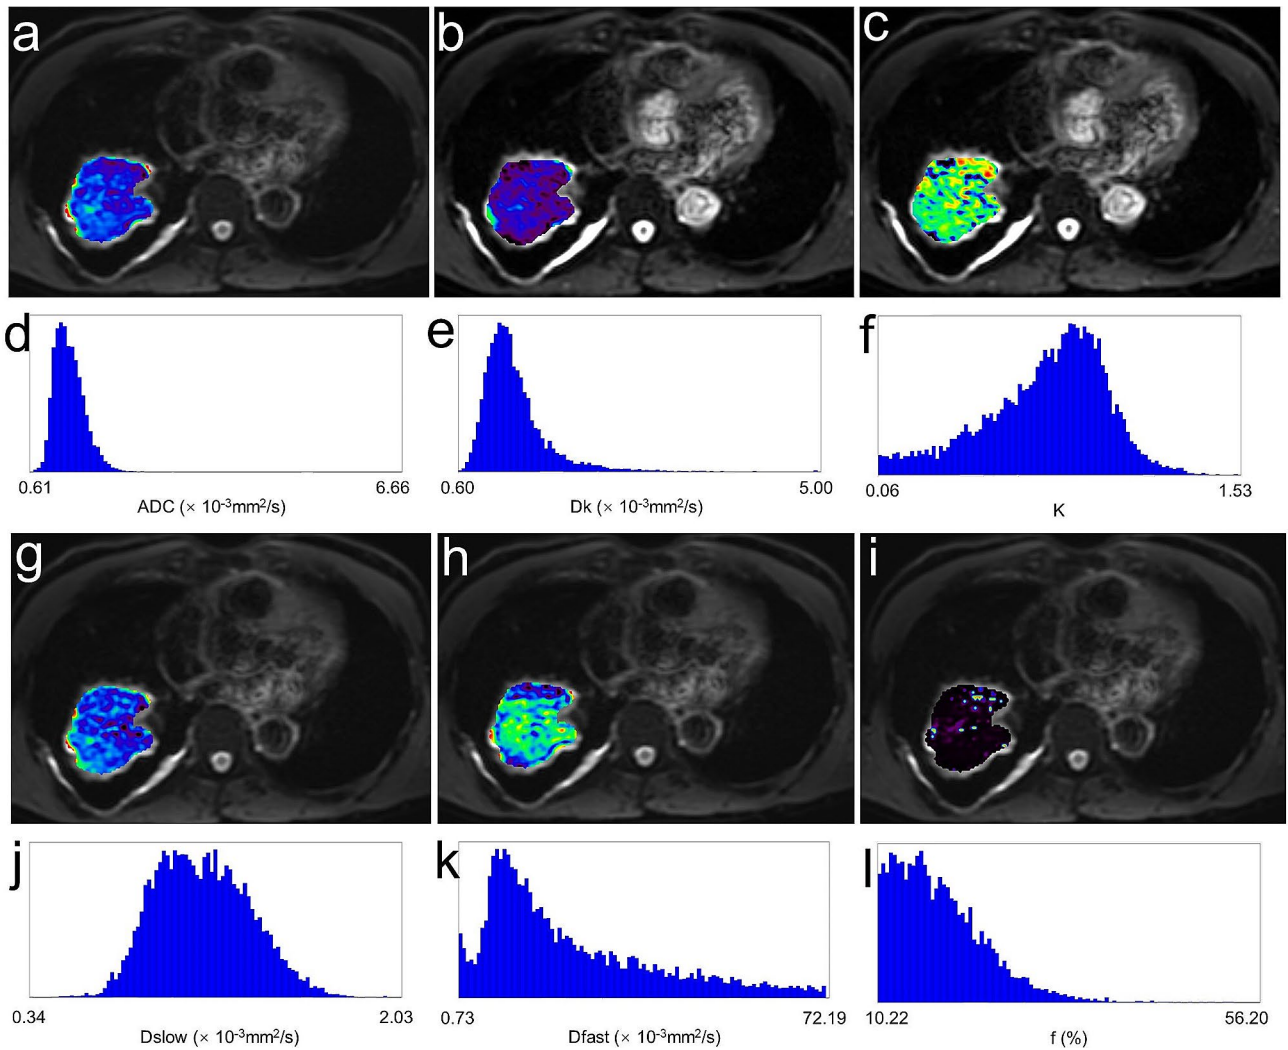 a b c
d e f
0.61 6.66 0.60 5.00 0.06 1.53
ADC (× 10-3mm2/s) Dk (× 10-3mm2/s) K
g h i
j k l
0.34 2.03 0.73 72.19 10.22 56.20
Dslow (× 10-3mm2/s) Dfast (× 10-3mm2/s) f (%)